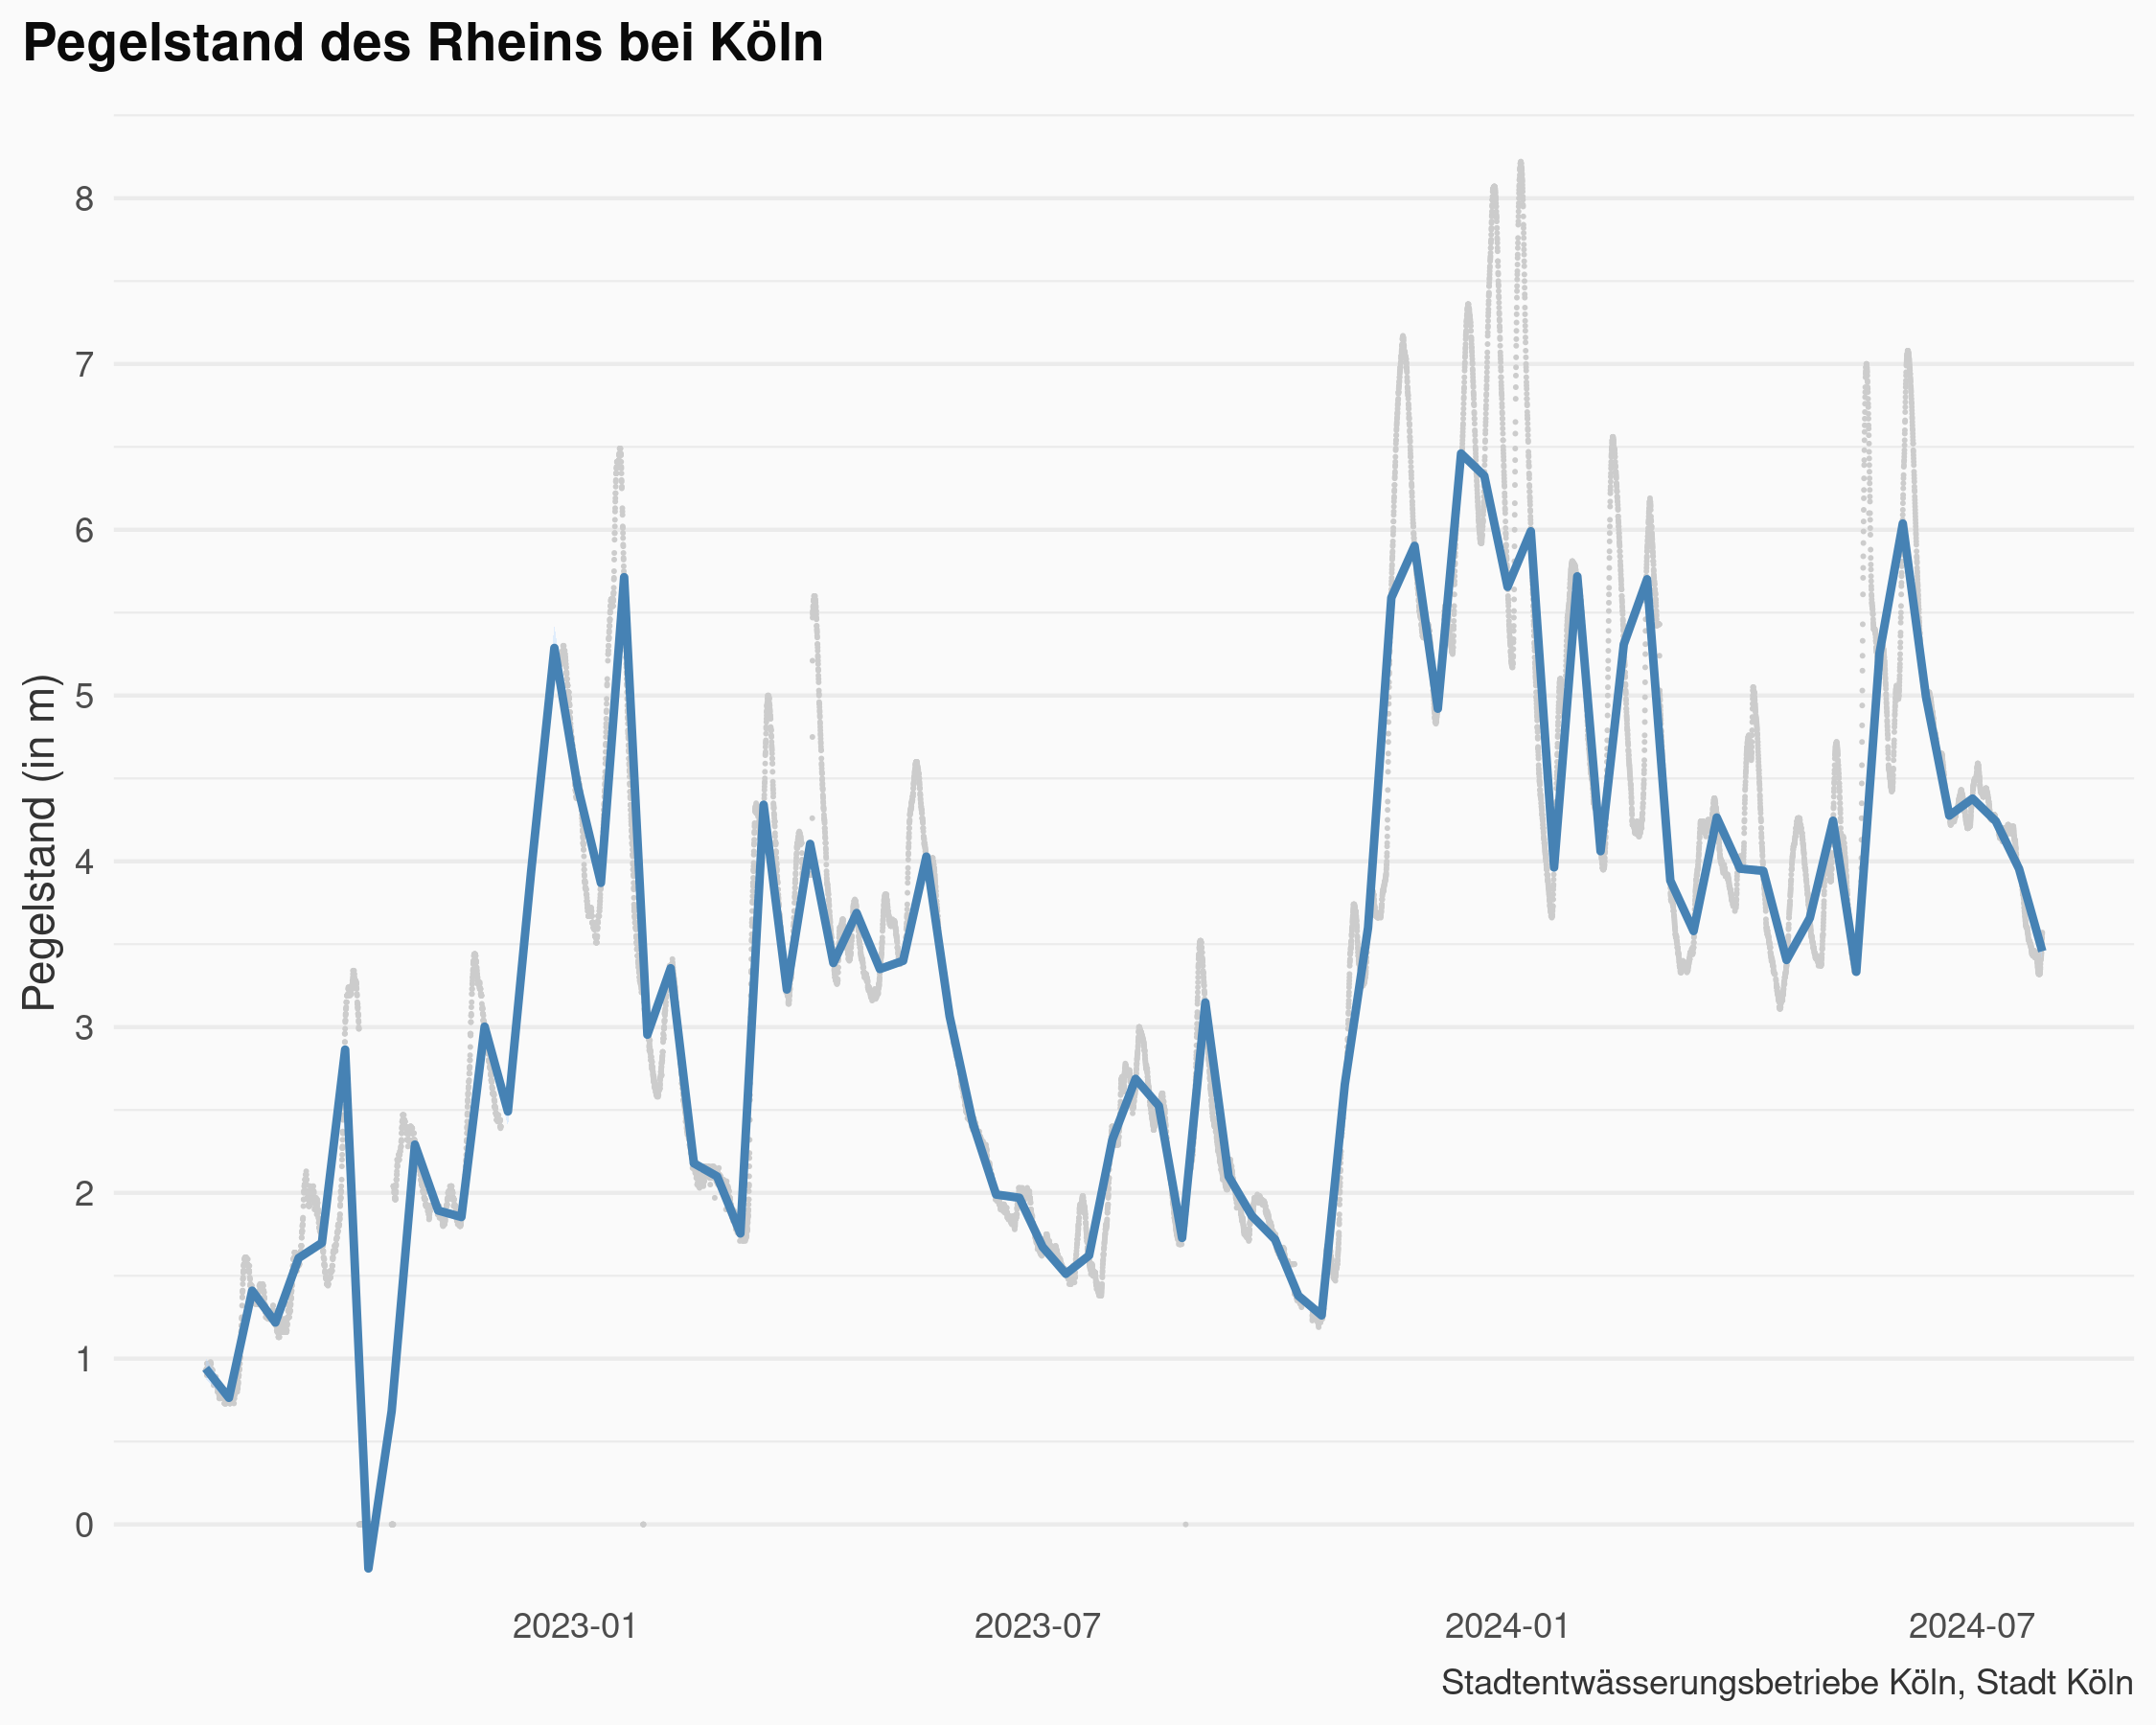 Pegelstand des Rheins bei Köln
Pegelstand (in m)
8
7
6
5
4
3
2
1
0
2023-01 2023-07 2024-01 2024-07
Stadtentwässerungsbetriebe Köln, Stadt Köln